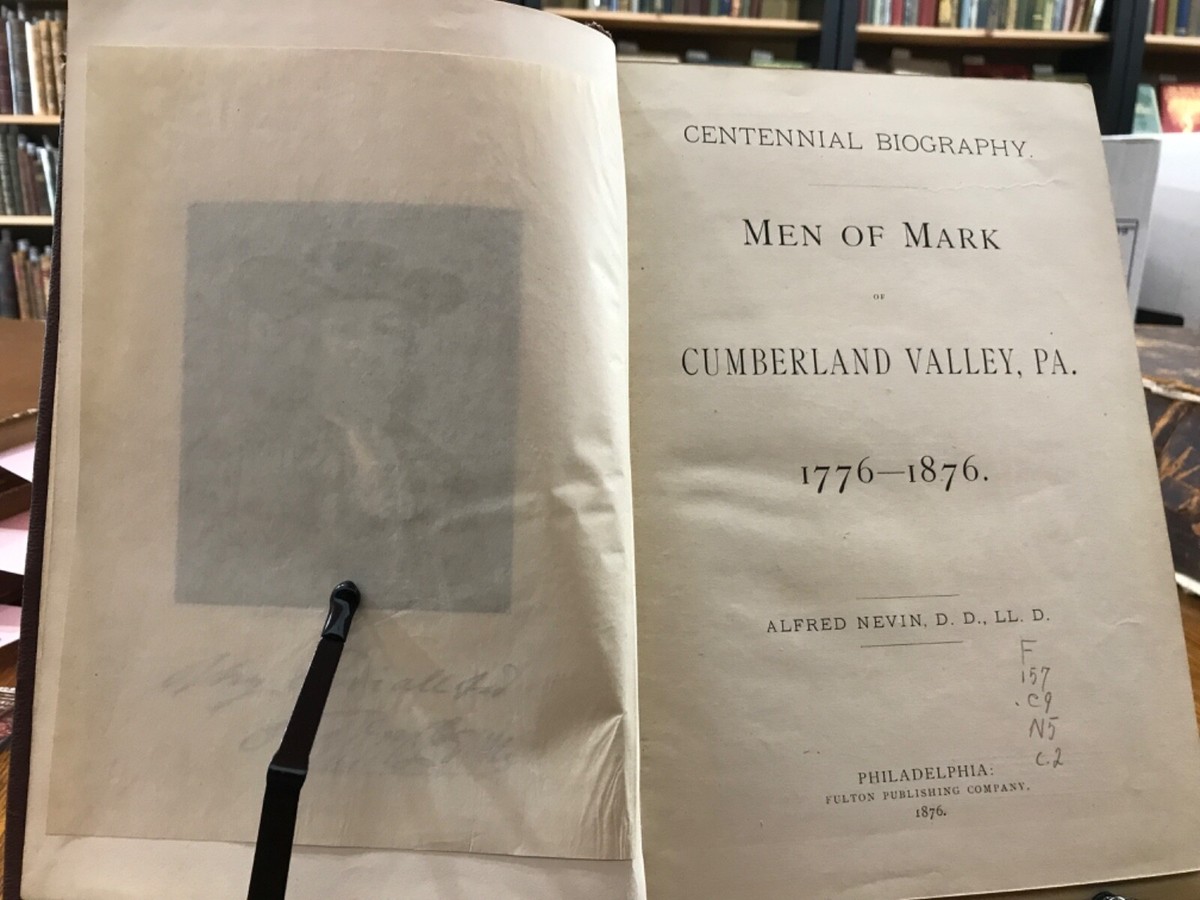 CENTENNIAL BIOGRAPHY.
MEN OF MARK
OF
CUMBERLAND VALLEY, PA.
1776—1876.
ALFRED NEVIN, D. D., LL. D.
F
157
.C9
N5
c.2
PHILADELPHIA:
FULTON PUBLISHING COMPANY.
1876.